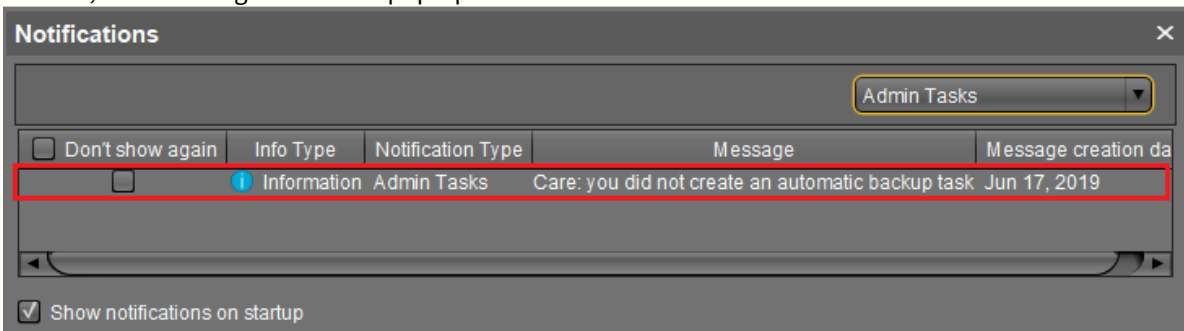 Notifications
Admin Tasks
Don't show again Info Type Notification Type Message Message creation da
Information Admin Tasks Care: you did not create an automatic backup task Jun 17, 2019
Show notifications on startup